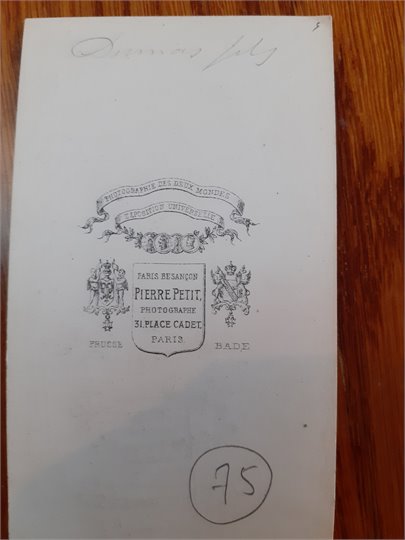 Dumas fils
PHOTOGRAPHIE DES DEUX MONDES
EXPOSITION UNIVERSELLE
PARIS BESANÇON
PIERRE PETIT,
PHOTOGRAPHE
31, PLACE CADET,
PARIS.
PRUSSE
BADE
75